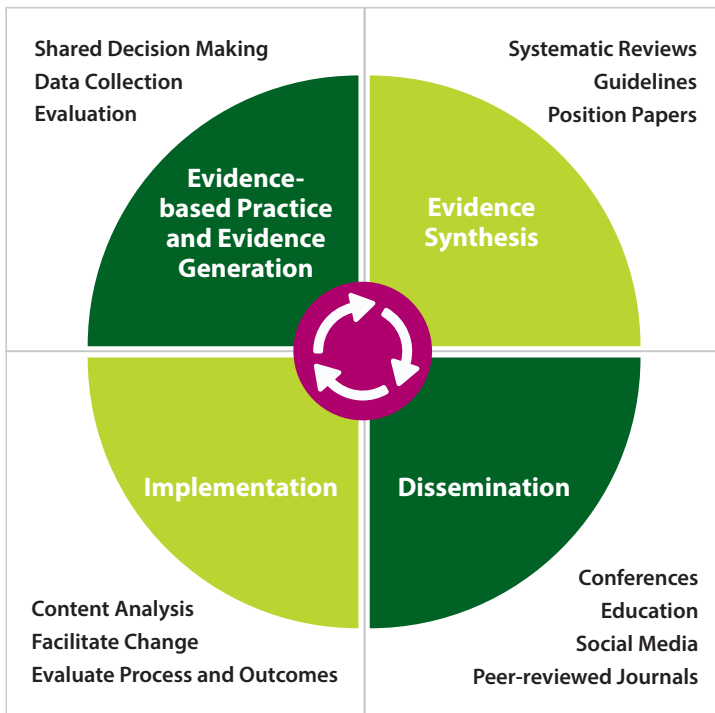 Shared Decision Making
Data Collection
Evaluation
Systematic Reviews
Guidelines
Position Papers
Evidence-
based Practice
and Evidence
Generation
Evidence
Synthesis
Implementation
Dissemination
Content Analysis
Facilitate Change
Evaluate Process and Outcomes
Conferences
Education
Social Media
Peer-reviewed Journals